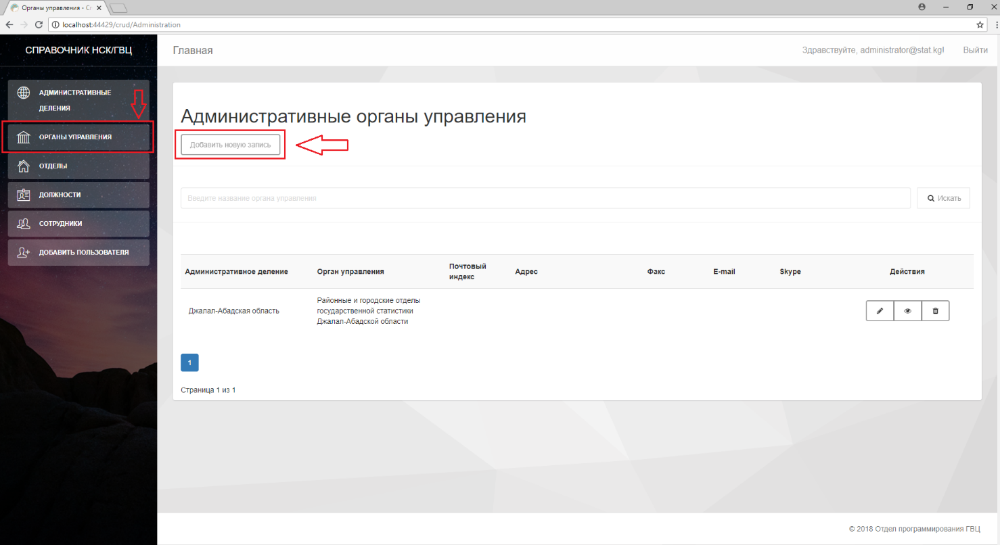 Органы управления - Сп
localhost:44429/crud/Administration
СПРАВОЧНИК НСК/ГВЦ
Главная
Здравствуйте, administrator@stat.kg!
Выйти
АДМИНИСТРАТИВНЫЕ
ДЕЛЕНИЯ
ОРГАНЫ УПРАВЛЕНИЯ
ОТДЕЛЫ
ДОЛЖНОСТИ
СОТРУДНИКИ
ДОБАВИТЬ ПОЛЬЗОВАТЕЛЯ
Административные органы управления
Добавить новую запись
Введите название органа управления
Искать
Административное деление
Орган управления
Почтовый
индекс
Адрес
Факс
E-mail
Skype
Действия
Джалал-Абадская область
Районные и городские отделы
государственной статистики
Джалал-Абадской области
1
Страница 1 из 1
© 2018 Отдел программирования ГВЦ